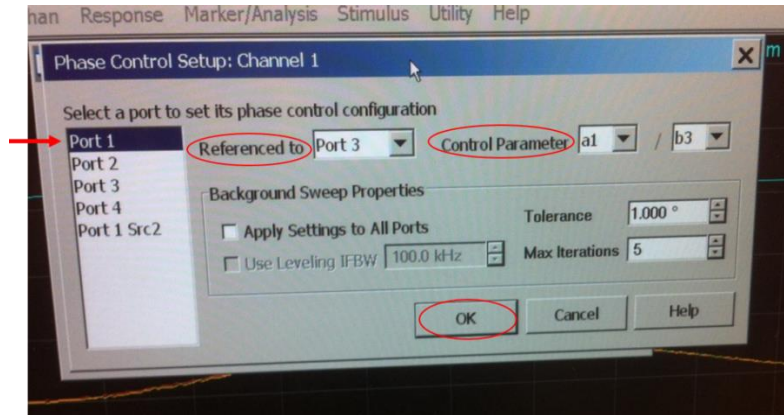 han Response Marker/Analysis Stimulus Utility Help
Phase Control Setup: Channel 1
m
Select a port to set its phase control configuration
Port 1
Port 2
Port 3
Port 4
Port 1 Src2
Referenced to Port 3 Control Parameter a1 / b3
Background Sweep Properties
Apply Settings to All Ports
Use Leveling IFBW 100.0 kHz
Tolerance 1.000 °
Max Iterations 5
OK Cancel Help